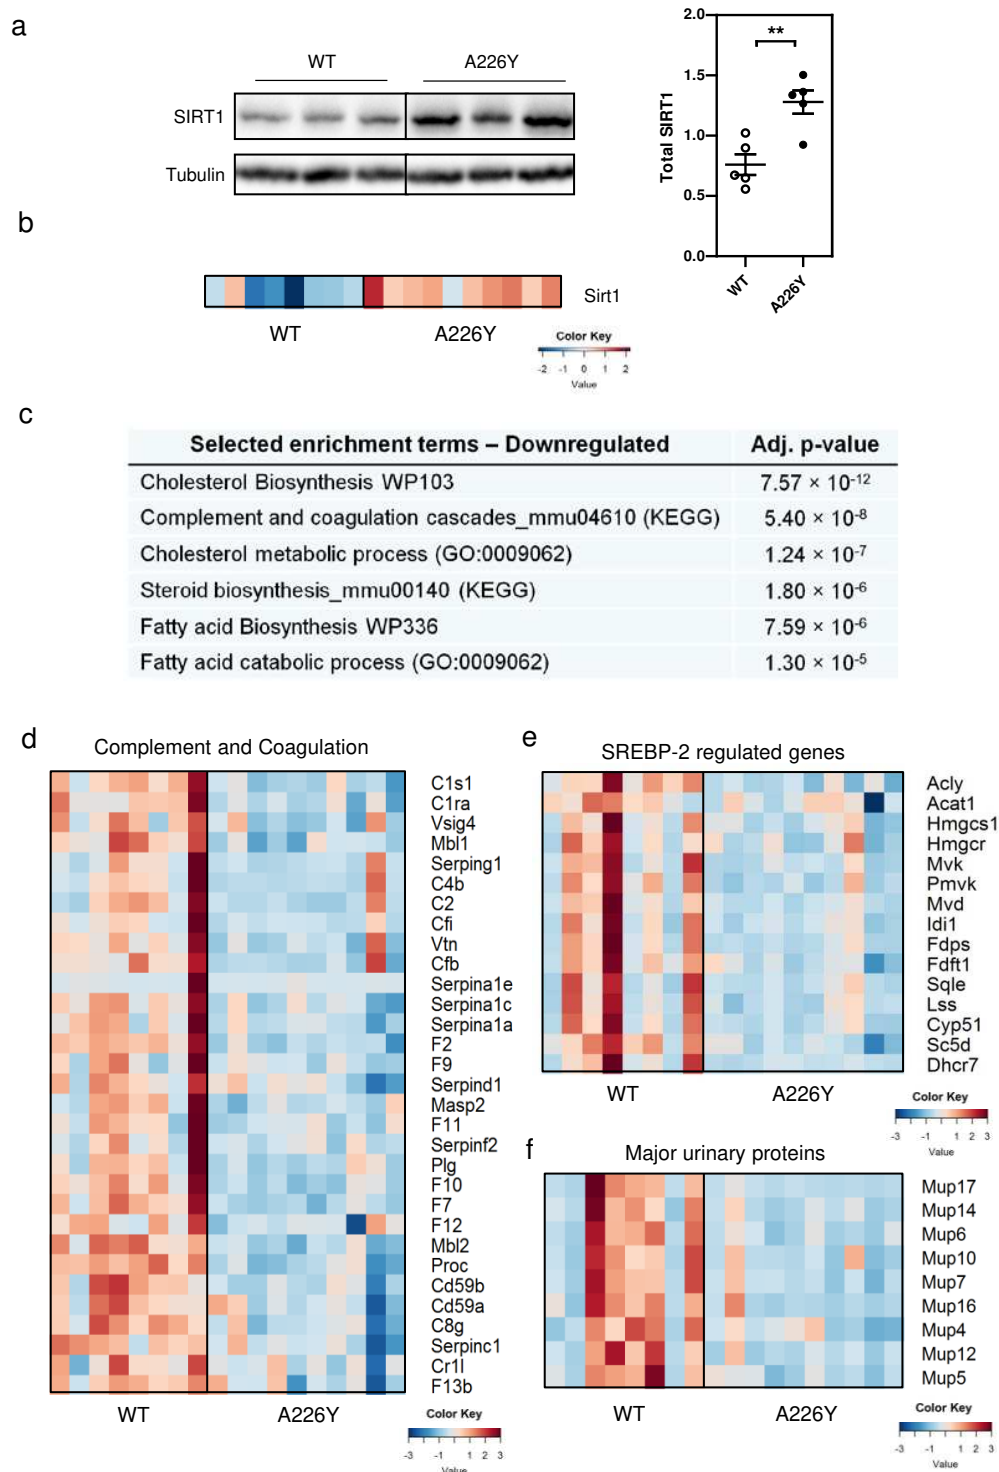 a
WT
A226Y
SIRT1
Tubulin
Total SIRT1
2.0
1.5
1.0
0.5
0.0
**
WT
A226Y
b
Sirt1
WT
A226Y
Color Key
-2 -1 0 1 2
Value
c
Selected enrichment terms – Downregulated Adj. p-value
Cholesterol Biosynthesis WP103 7.57 × 10-12
Complement and coagulation cascades_mmu04610 (KEGG) 5.40 × 10-8
Cholesterol metabolic process (GO:0009062) 1.24 × 10-7
Steroid biosynthesis_mmu00140 (KEGG) 1.80 × 10-6
Fatty acid Biosynthesis WP336 7.59 × 10-6
Fatty acid catabolic process (GO:0009062) 1.30 × 10-5
d
Complement and Coagulation
C1s1
C1ra
Vsig4
Mbl1
Serping1
C4b
C2
Cfi
Vtn
Cfb
Serpina1e
Serpina1c
Serpina1a
F2
F9
Serpind1
Masp2
F11
Serpinf2
Plg
F10
F7
F12
Mbl2
Proc
Cd59b
Cd59a
C8g
Serpinc1
Cr1l
F13b
WT
A226Y
Color Key
-3 -1 1 2 3
Value
e
SREBP-2 regulated genes
Acly
Acat1
Hmgcs1
Hmgcr
Mvk
Pmvk
Mvd
Idi1
Fdps
Fdft1
Sqle
Lss
Cyp51
Sc5d
Dhcr7
WT
A226Y
Color Key
-3 -1 1 2 3
Value
f
Major urinary proteins
Mup17
Mup14
Mup6
Mup10
Mup7
Mup16
Mup4
Mup12
Mup5
WT
A226Y
Color Key
-3 -1 1 2 3
Value